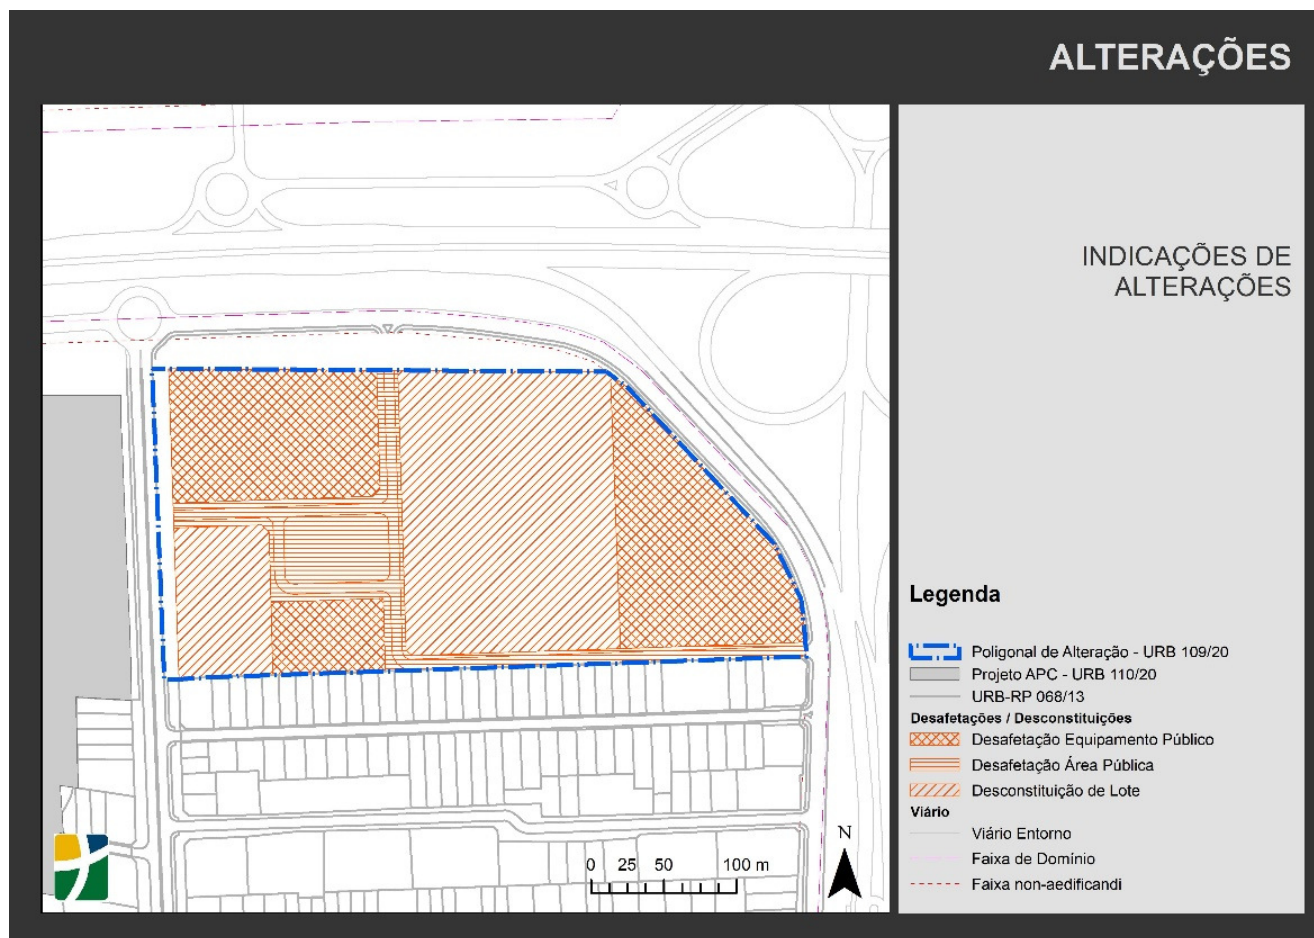 ALTERAÇÕES
INDICAÇÕES DE
ALTERAÇÕES
Legenda
Poligonal de Alteração - URB 109/20
Projeto APC - URB 110/20
URB-RP 068/13
Desafetações / Desconstituições
Desafetação Equipamento Público
Desafetação Área Pública
Desconstituição de Lote
Viário
Viário Entorno
Faixa de Domínio
Faixa non-aedificandi
N
0 25 50 100 m